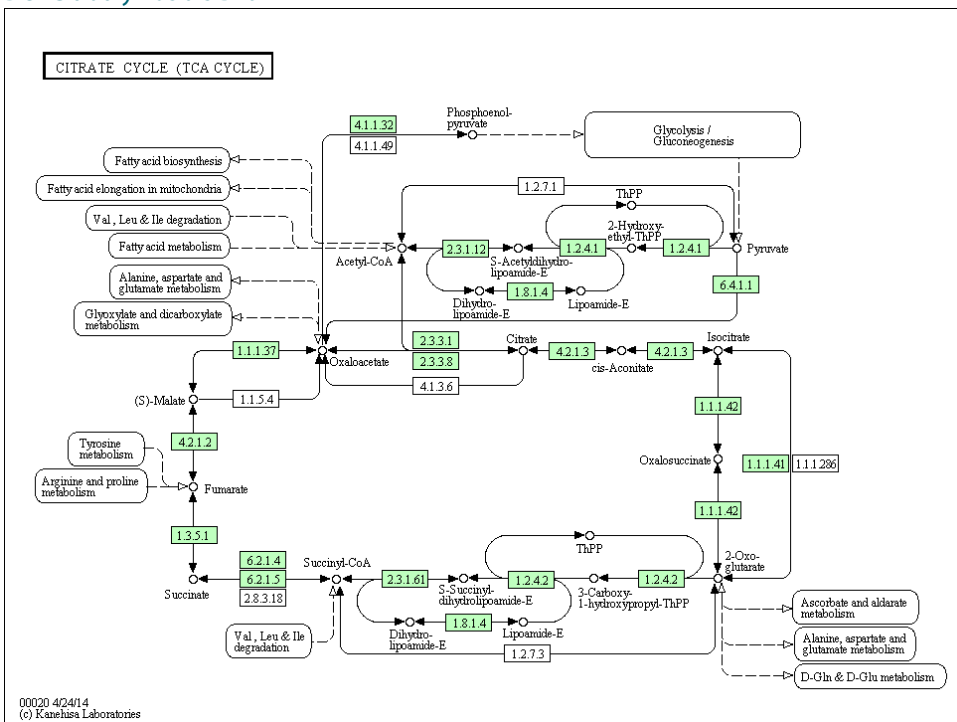 CITRATE CYCLE (TCA CYCLE)
Phosphoenol-
pyruvate
4.1.1.32
4.1.1.49
Glycolysis /
Gluconeogenesis
Fatty acid biosynthesis
Fatty acid elongation in mitochondria
Val, Leu & Ile degradation
Fatty acid metabolism
Alanine, aspartate and
glutamate metabolism
Glyoxylate and dicarboxylate
metabolism
1.2.7.1
ThPP
2-Hydroxy-
ethyl-ThPP
Acetyl-CoA
2.3.1.12
S-Acetyldihydro-
lipoamide-E
1.2.4.1
1.2.4.1
Pyruvate
Dihydro-
lipoamide-E
1.8.1.4
Lipoamide-E
6.4.1.1
1.1.1.37
Oxaloacetate
2.3.3.1
2.3.3.8
4.1.3.6
Citrate
4.2.1.3
cis-Aconitate
4.2.1.3
Isocitrate
(S)-Malate
1.1.5.4
1.1.1.42
4.2.1.2
Tyrosine
metabolism
Arginine and proline
metabolism
Fumarate
Oxalosuccinate
1.1.1.41
1.1.1.286
1.1.1.42
1.3.5.1
Succinate
6.2.1.4
6.2.1.5
2.8.3.18
Succinyl-CoA
2.3.1.61
S-Succinyl-
dihydrolipoamide-E
ThPP
1.2.4.2
3-Carboxy-
1-hydroxypropyl-ThPP
1.2.4.2
2-Oxo-
glutarate
Val, Leu & Ile
degradation
Dihydro-
lipoamide-E
1.8.1.4
Lipoamide-E
1.2.7.3
Ascorbate and aldarate
metabolism
Alanine, aspartate and
glutamate metabolism
D-Gln & D-Glu metabolism
00020 4/24/14
(c) Kanehisa Laboratories